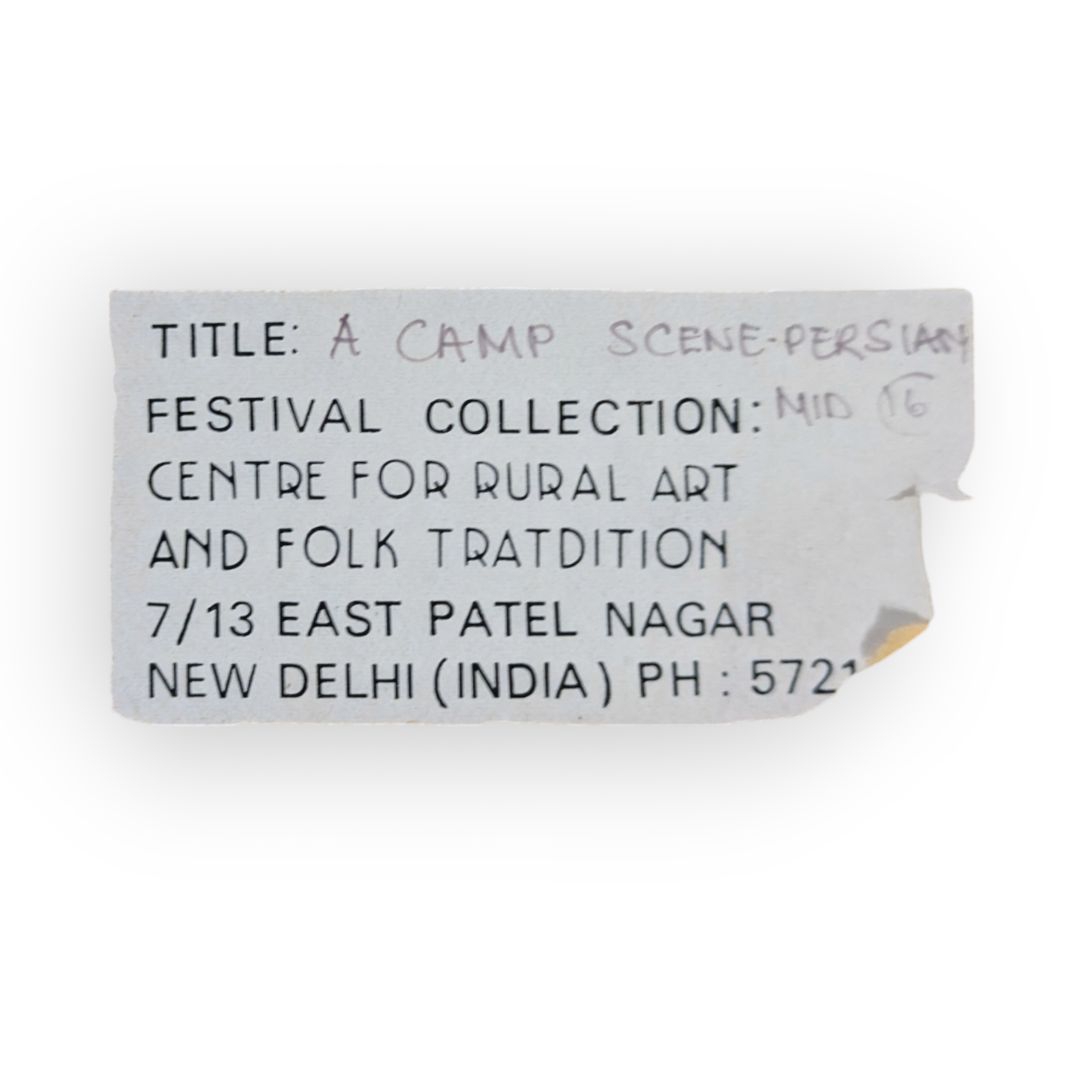 TITLE: A CAMP SCENE-PERSIAN
FESTIVAL COLLECTION: MID 16
CENTRE FOR RURAL ART
AND FOLK TRATDITION
7/13 EAST PATEL NAGAR
NEW DELHI (INDIA) PH : 5721